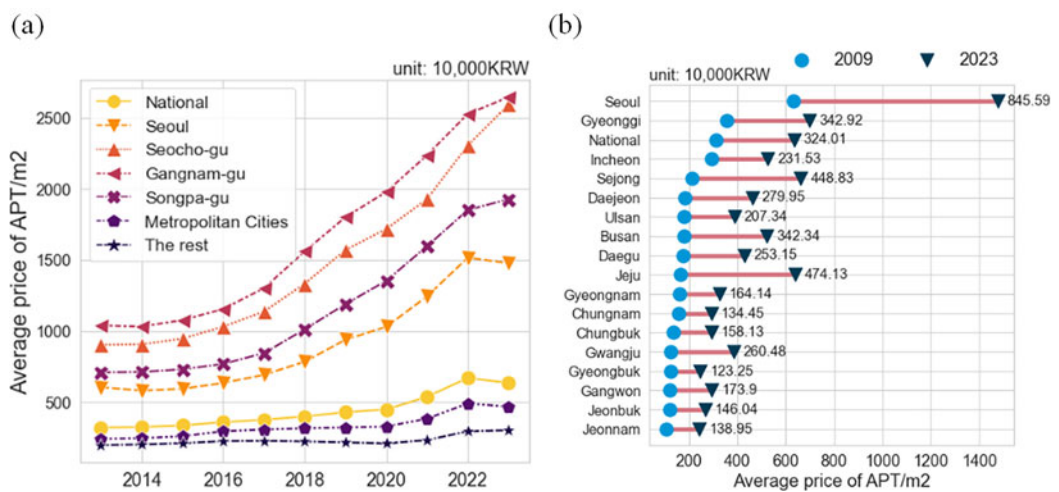 (a)
unit: 10,000KRW
National
Seoul
Seocho-gu
Gangnam-gu
Songpa-gu
Metropolitan Cities
The rest
Average price of APT/m2
2500
2000
1500
1000
500
2014 2016 2018 2020 2022
(b)
2009 2023
unit: 10,000KRW
Seoul 845.59
Gyeonggi 342.92
National 324.01
Incheon 231.53
Sejong 448.83
Daejeon 279.95
Ulsan 207.34
Busan 342.34
Daegu 253.15
Jeju 474.13
Gyeongnam 164.14
Chungnam 134.45
Chungbuk 158.13
Gwangju 260.48
Gyeongbuk 123.25
Gangwon 173.9
Jeonbuk 146.04
Jeonnam 138.95
200 400 600 800 1000 1200 1400
Average price of APT/m2